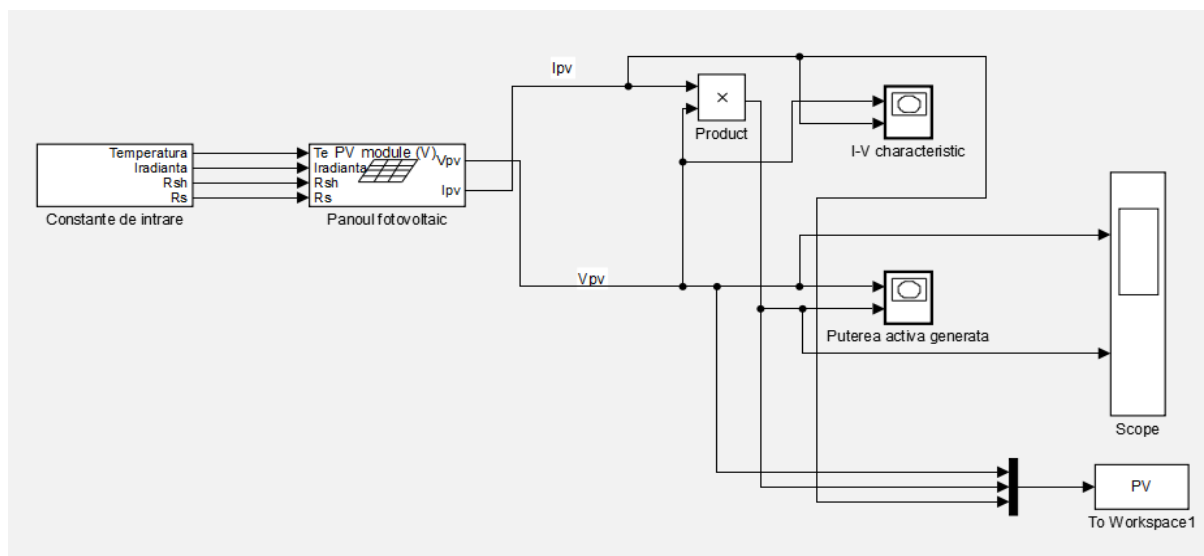 Ipv
×
Product
I-V characteristic
Temperatura
Iradianta
Rsh
Rs
Constante de intrare
Te PV module (V)
Iradianta
Rsh
Rs
Vpv
Ipv
Panoul fotovoltaic
Vpv
Puterea activa generata
Scope
PV
To Workspace1